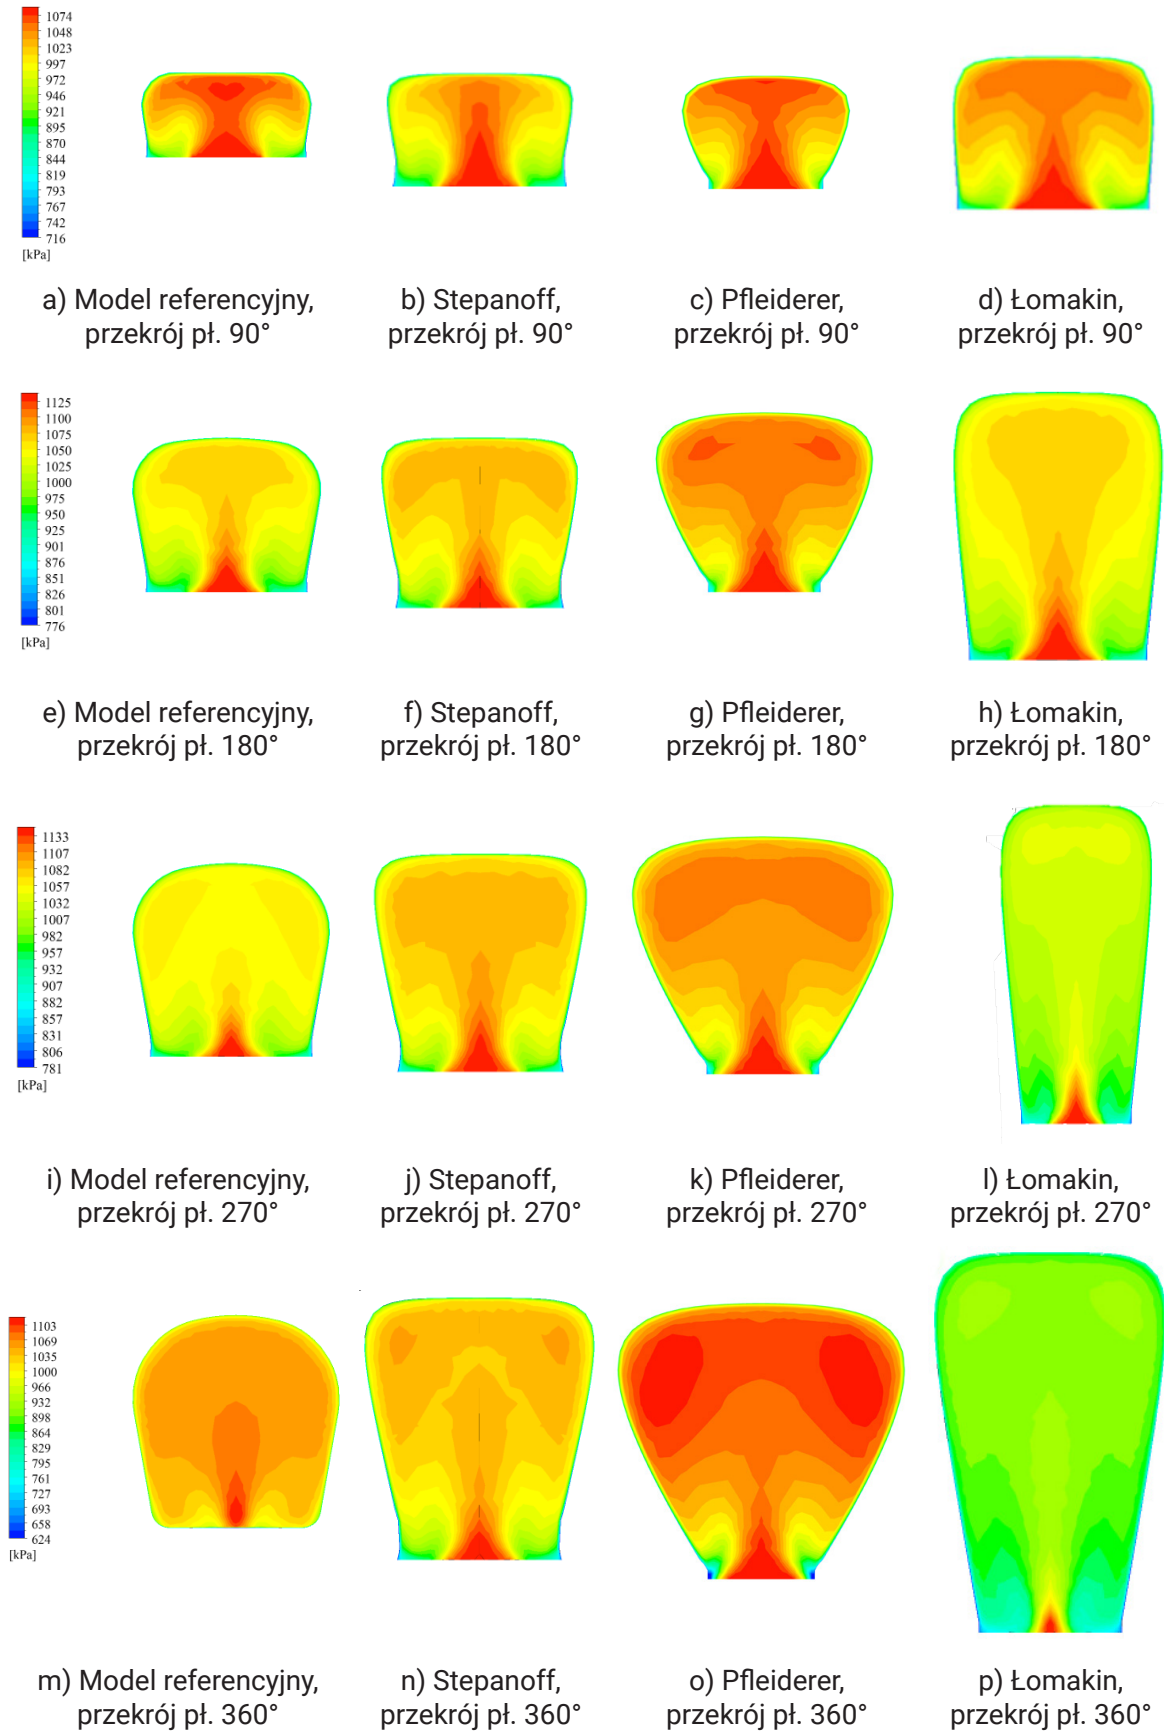 1074
1048
1023
997
972
946
921
895
870
844
819
793
767
742
716
[kPa]
a) Model referencyjny,
przekrój pł. 90°
b) Stepanoff,
przekrój pł. 90°
c) Pfleiderer,
przekrój pł. 90°
d) Łomakin,
przekrój pł. 90°
1125
1100
1075
1050
1025
1000
975
950
925
901
876
851
826
801
776
[kPa]
e) Model referencyjny,
przekrój pł. 180°
f) Stepanoff,
przekrój pł. 180°
g) Pfleiderer,
przekrój pł. 180°
h) Łomakin,
przekrój pł. 180°
1133
1107
1082
1057
1032
1007
982
957
932
907
882
857
831
806
781
[kPa]
i) Model referencyjny,
przekrój pł. 270°
j) Stepanoff,
przekrój pł. 270°
k) Pfleiderer,
przekrój pł. 270°
l) Łomakin,
przekrój pł. 270°
1103
1069
1035
1000
966
932
898
864
829
795
761
727
693
658
624
[kPa]
m) Model referencyjny,
przekrój pł. 360°
n) Stepanoff,
przekrój pł. 360°
o) Pfleiderer,
przekrój pł. 360°
p) Łomakin,
przekrój pł. 360°